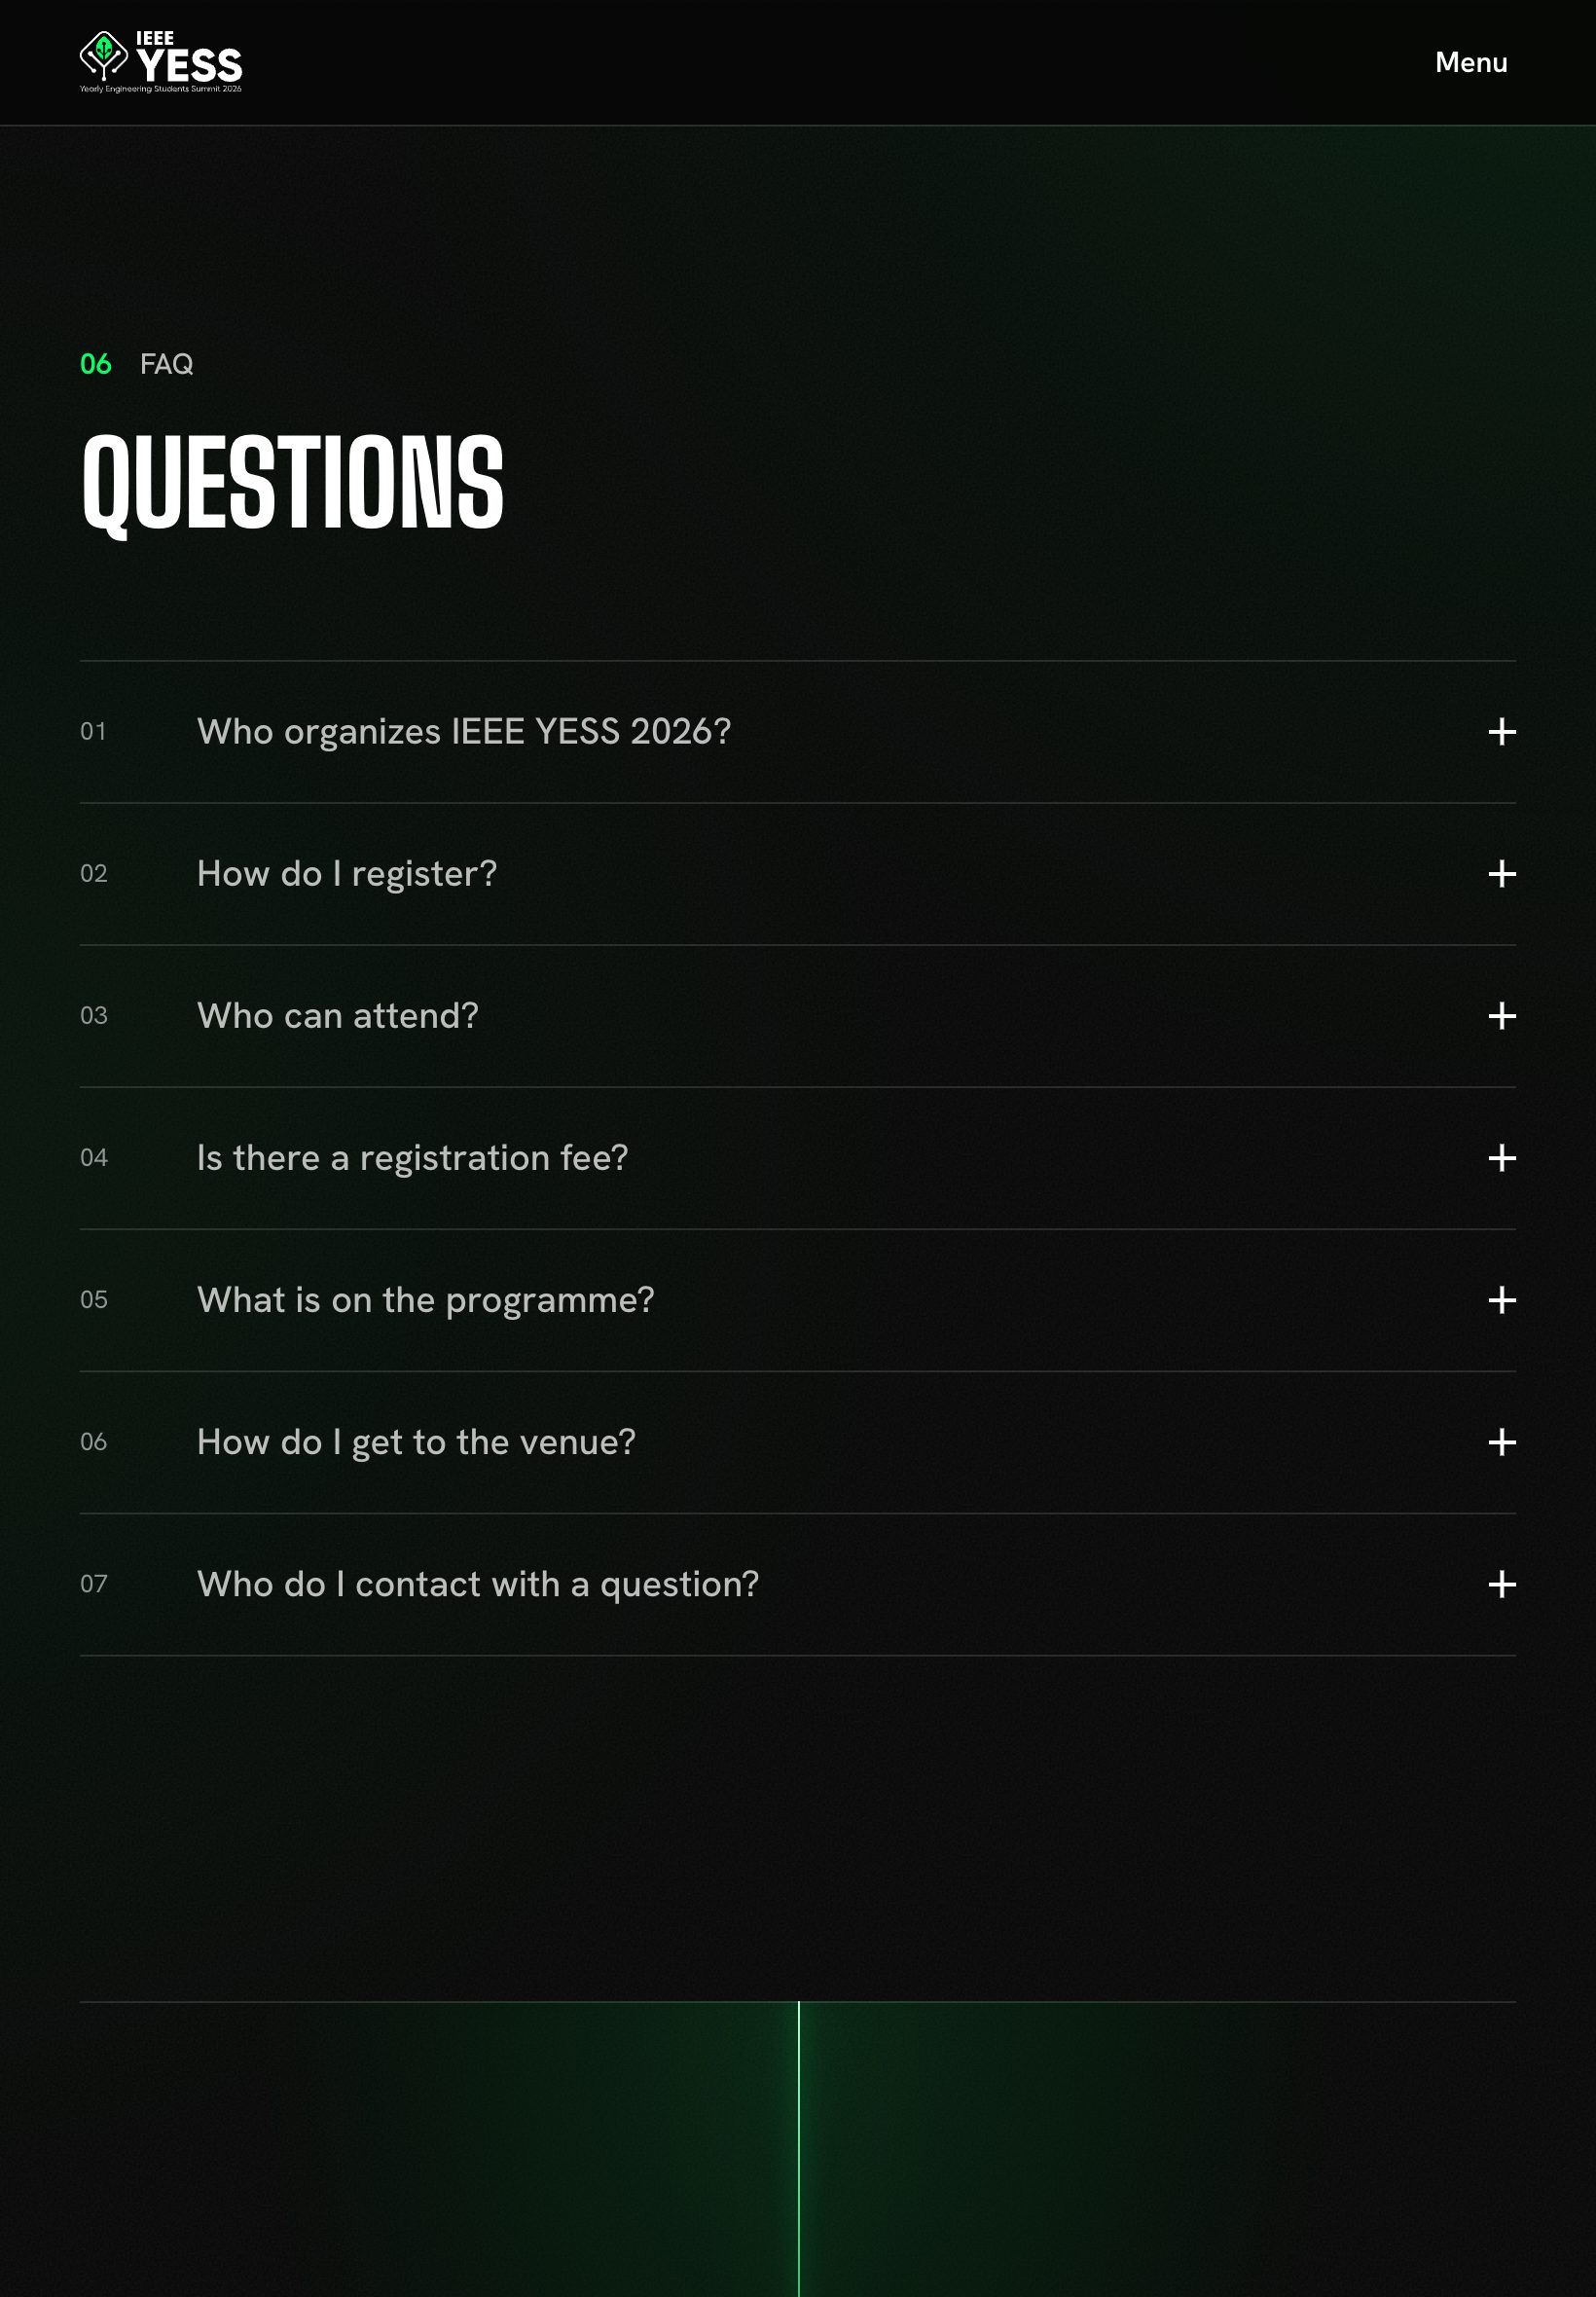 IEEE
YESS
Yearly Engineering Students Summit 2026
Menu
06 FAQ
QUESTIONS
01 Who organizes IEEE YESS 2026?
02 How do I register?
03 Who can attend?
04 Is there a registration fee?
05 What is on the programme?
06 How do I get to the venue?
07 Who do I contact with a question?